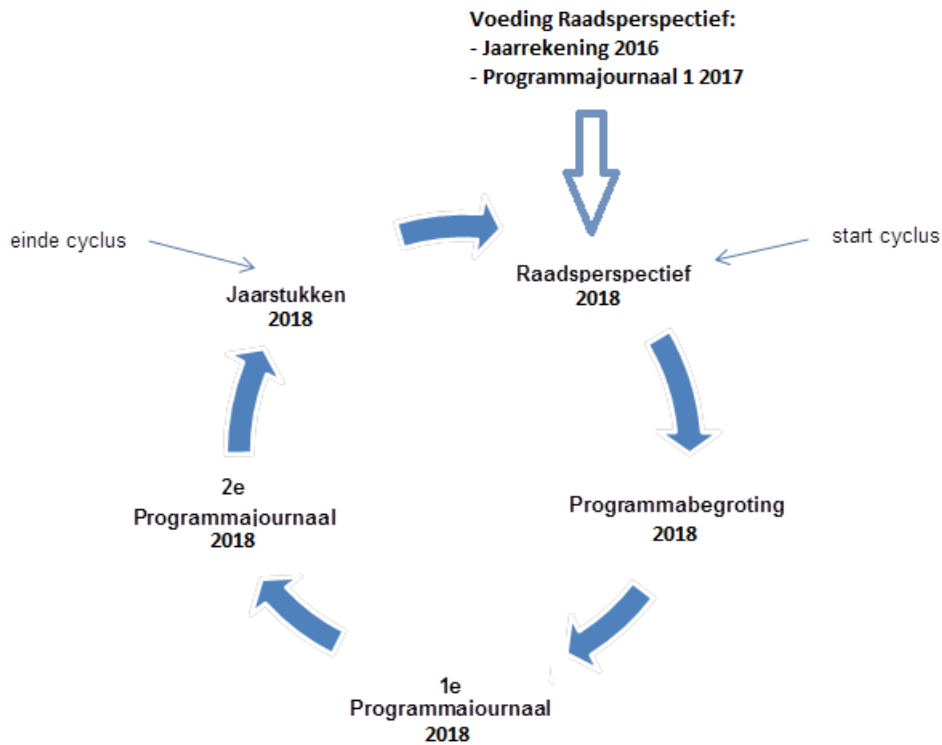 Voeding Raadsperspectief:
- Jaarrekening 2016
- Programmajournaal 1 2017
einde cyclus
start cyclus
Raadsperspectief
2018
Jaarstukken
2018
2e
Programmajournaal
2018
Programmabegroting
2018
1e
Programmajournaal
2018